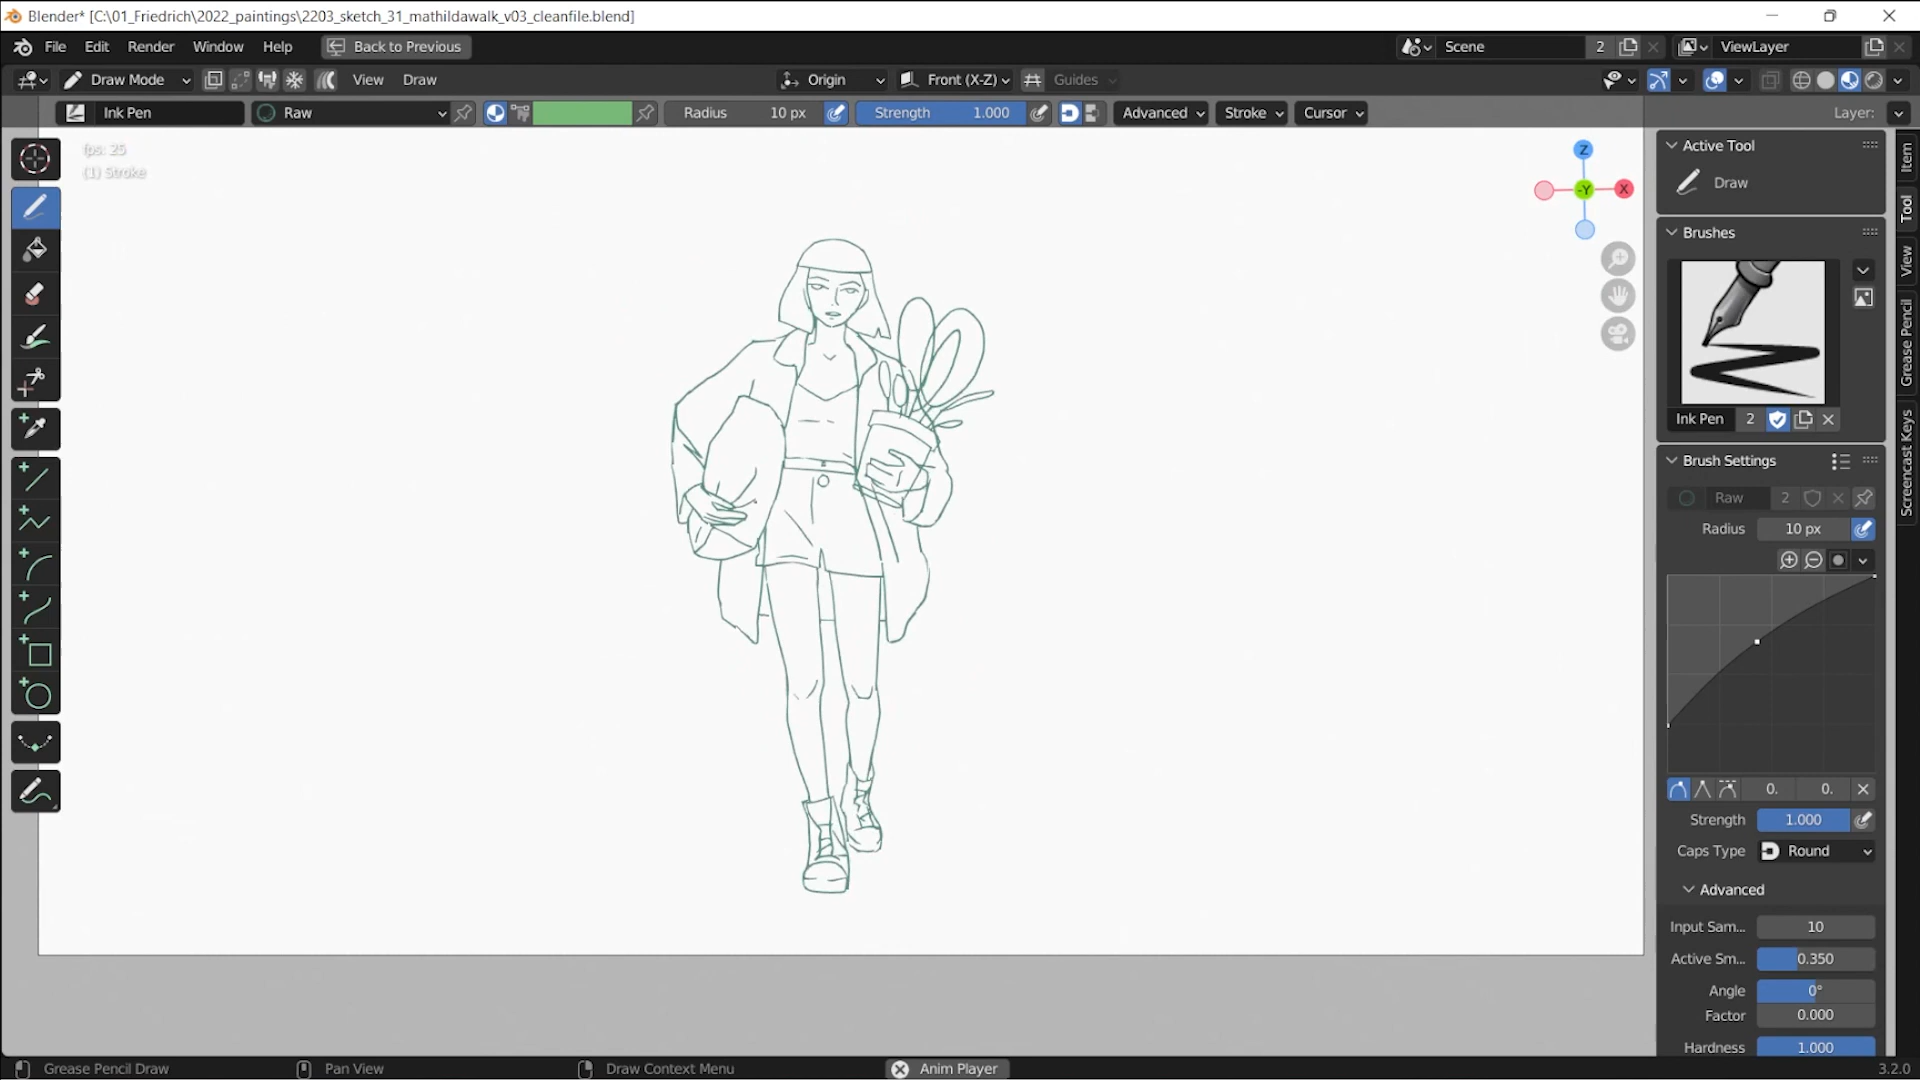 Blender* [C:\01_Friedrich\2022_paintings\2203_sketch_31_mathildawalk_v03_cleanfile.blend]
File Edit Render Window Help Back to Previous Scene 2 ViewLayer
Draw Mode View Draw Origin Front (X-Z) Guides
Ink Pen Raw Radius 10 px Strength 1.000 Advanced Stroke Cursor Layer:
fps: 25
(1) Stroke
Z
-Y X
Active Tool
Draw
Brushes
Ink Pen 2
Brush Settings
Raw 2
Radius 10 px
0. 0.
Strength 1.000
Caps Type Round
Advanced
Input Sam... 10
Active Sm... 0.350
Angle 0°
Factor 0.000
Hardness 1.000
Item
Tool
View
Grease Pencil
Screencast Keys
Grease Pencil Draw Pan View Draw Context Menu Anim Player 3.2.0